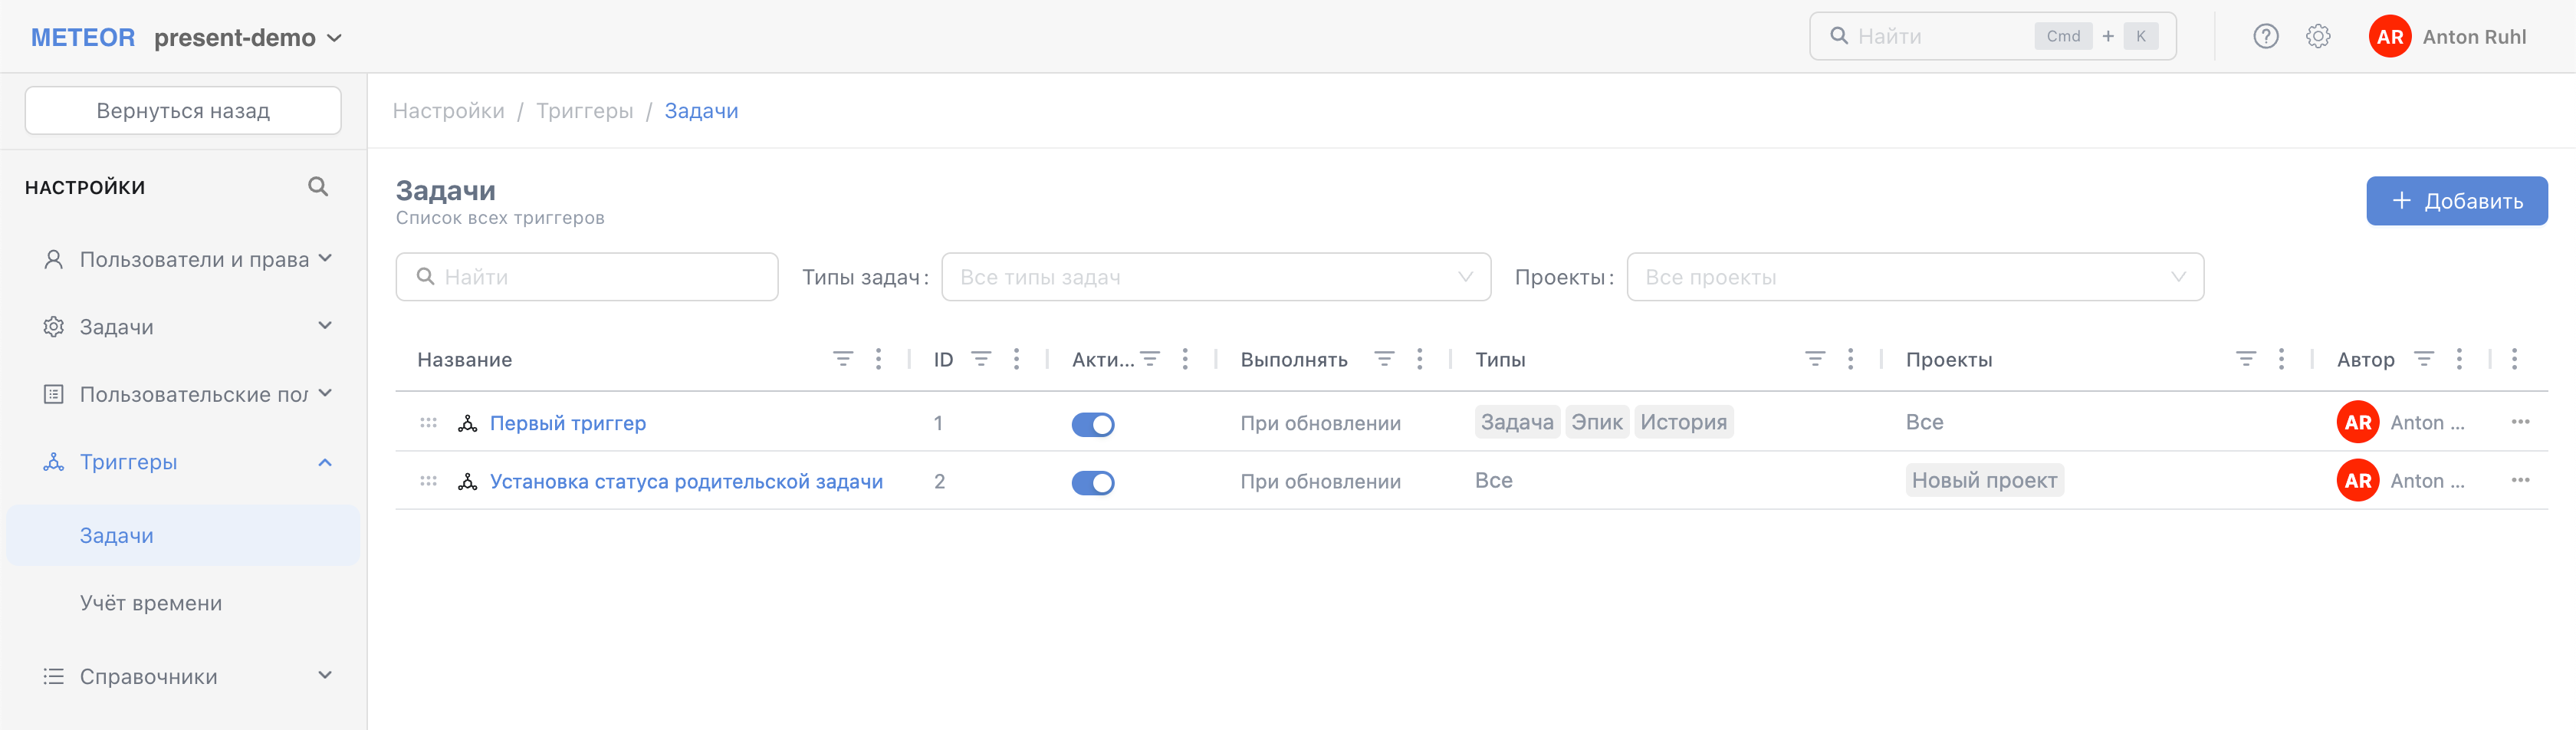 METEOR present-demo Найти Cmd + K AR Anton Ruhl
Вернуться назад
Настройки / Триггеры / Задачи
НАСТРОЙКИ
Пользователи и права
Задачи
Пользовательские пол
Триггеры
Задачи
Учёт времени
Справочники
Задачи
Список всех триггеров
+ Добавить
Найти Типы задач: Все типы задач Проекты: Все проекты
Название ID Акти... Выполнять Типы Проекты Автор
Первый триггер 1 При обновлении Задача Эпик История Все AR Anton ...
Установка статуса родительской задачи 2 При обновлении Все Новый проект AR Anton ...